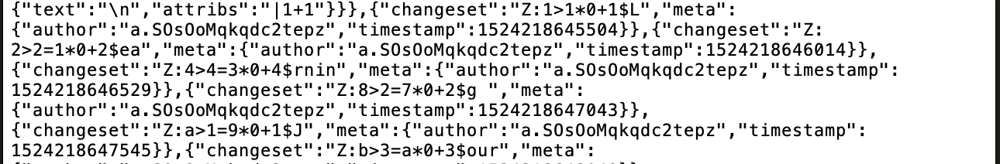 {"text":"\n","attribs":"|1+1"}}},{"changeset":"Z:1>1*0+1$L","meta":
{"author":"a.SOsOoMqkqdc2tepz","timestamp":1524218645504}},{"changeset":"Z:
2>2=1*0+2$ea","meta":{"author":"a.SOsOoMqkqdc2tepz","timestamp":1524218646014}},
{"changeset":"Z:4>4=3*0+4$rnin","meta":{"author":"a.SOsOoMqkqdc2tepz","timestamp":
1524218646529}},{"changeset":"Z:8>2=7*0+2$g ","meta":
{"author":"a.SOsOoMqkqdc2tepz","timestamp":1524218647043}},
{"changeset":"Z:a>1=9*0+1$J","meta":{"author":"a.SOsOoMqkqdc2tepz","timestamp":
1524218647545}},{"changeset":"Z:b>3=a*0+3$our","meta":